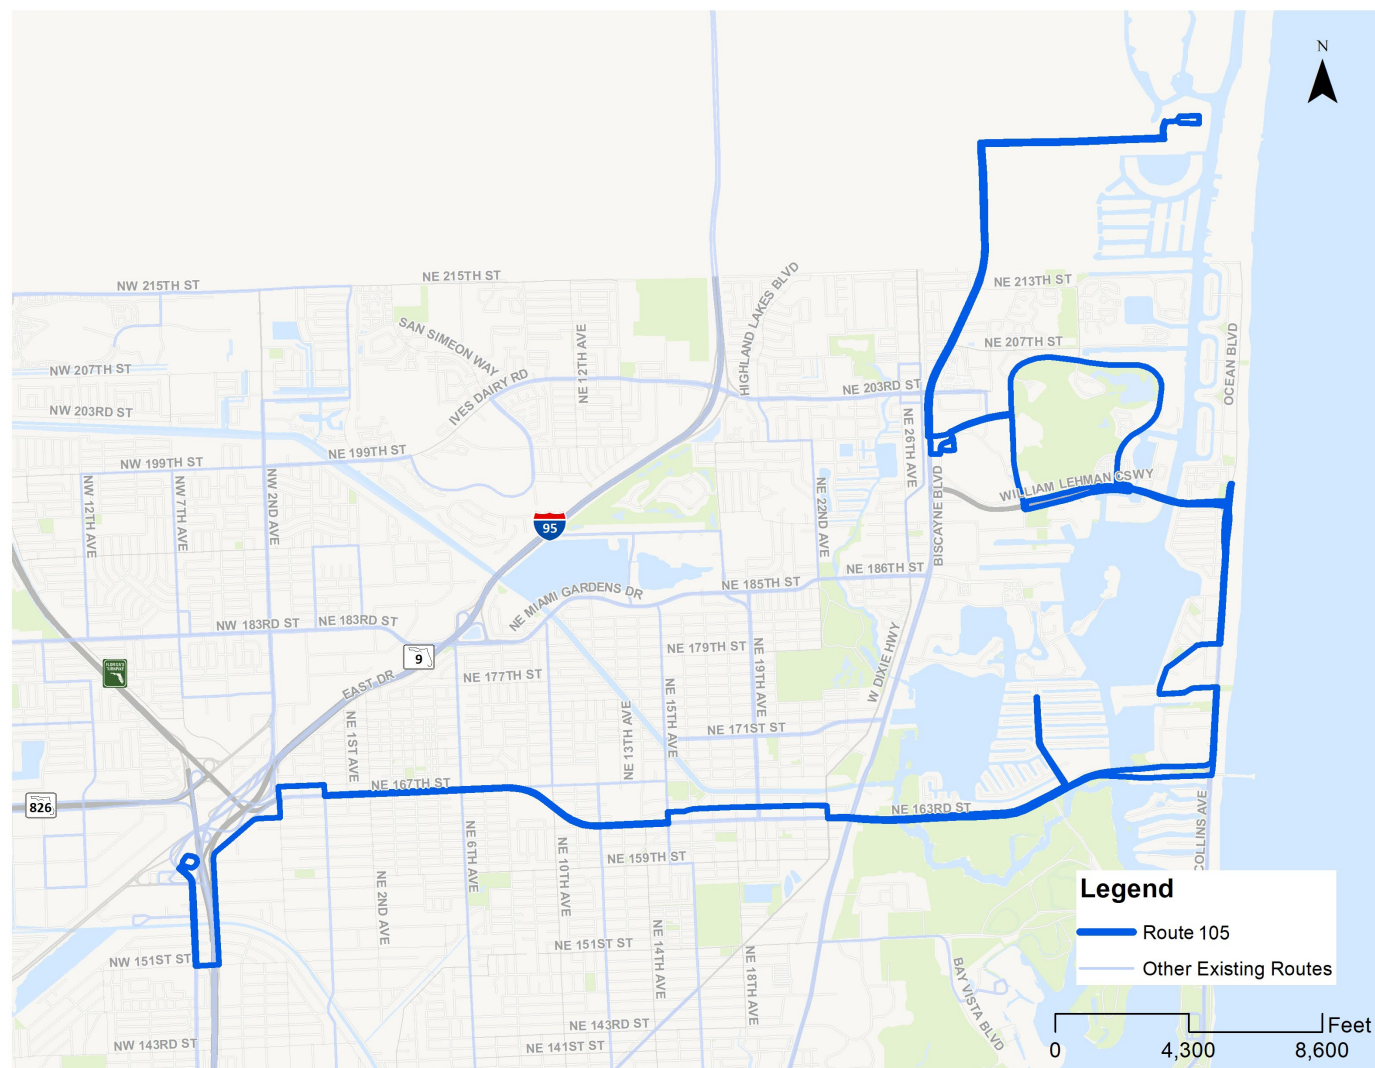 N
NW 215TH ST
NE 215TH ST
HIGHLAND LAKES BLVD
NE 213TH ST
SAN SIMEON WAY
NE 12TH AVE
NE 207TH ST
OCEAN BLVD
NW 207TH ST
IVES DAIRY RD
NE 203RD ST
NW 203RD ST
NE 26TH AVE
NE 199TH ST
NW 199TH ST
WILLIAM LEHMAN CSWY
NW 12TH AVE
NW 7TH AVE
NW 2ND AVE
NE 22ND AVE
BISCAYNE BLVD
95
NE 186TH ST
NE 185TH ST
NE MIAMI GARDENS DR
NW 183RD ST
NE 183RD ST
9
NE 179TH ST
W DIXIE HWY
FLORIDA'S
TURNPIKE
EAST DR
NE 177TH ST
NE 19TH AVE
NE 15TH AVE
NE 13TH AVE
NE 1ST AVE
NE 171ST ST
NE 167TH ST
826
NE 163RD ST
COLLINS AVE
NE 6TH AVE
NE 159TH ST
NE 10TH AVE
NE 2ND AVE
NE 151ST ST
NE 14TH AVE
NE 18TH AVE
NW 151ST ST
BAY VISTA BLVD
NE 143RD ST
NW 143RD ST
NE 141ST ST
Legend
Route 105
Other Existing Routes
Feet
0 4,300 8,600